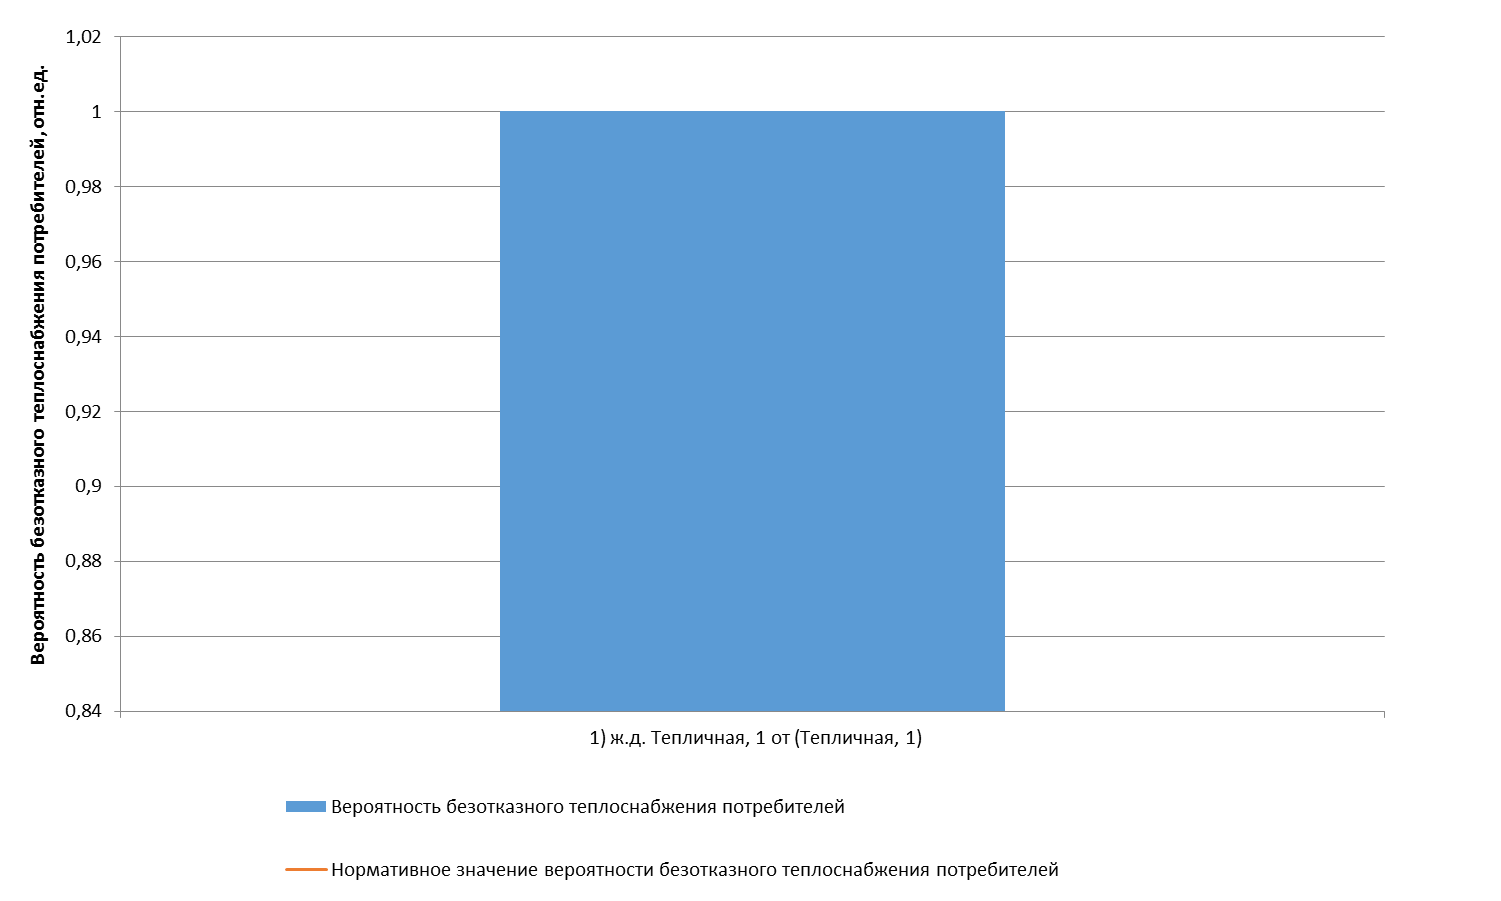 Вероятность безотказного теплоснабжения потребителей, отн.ед.
1,02
1
0,98
0,96
0,94
0,92
0,9
0,88
0,86
0,84
1) ж.д. Тепличная, 1 от (Тепличная, 1)
Вероятность безотказного теплоснабжения потребителей
Нормативное значение вероятности безотказного теплоснабжения потребителей